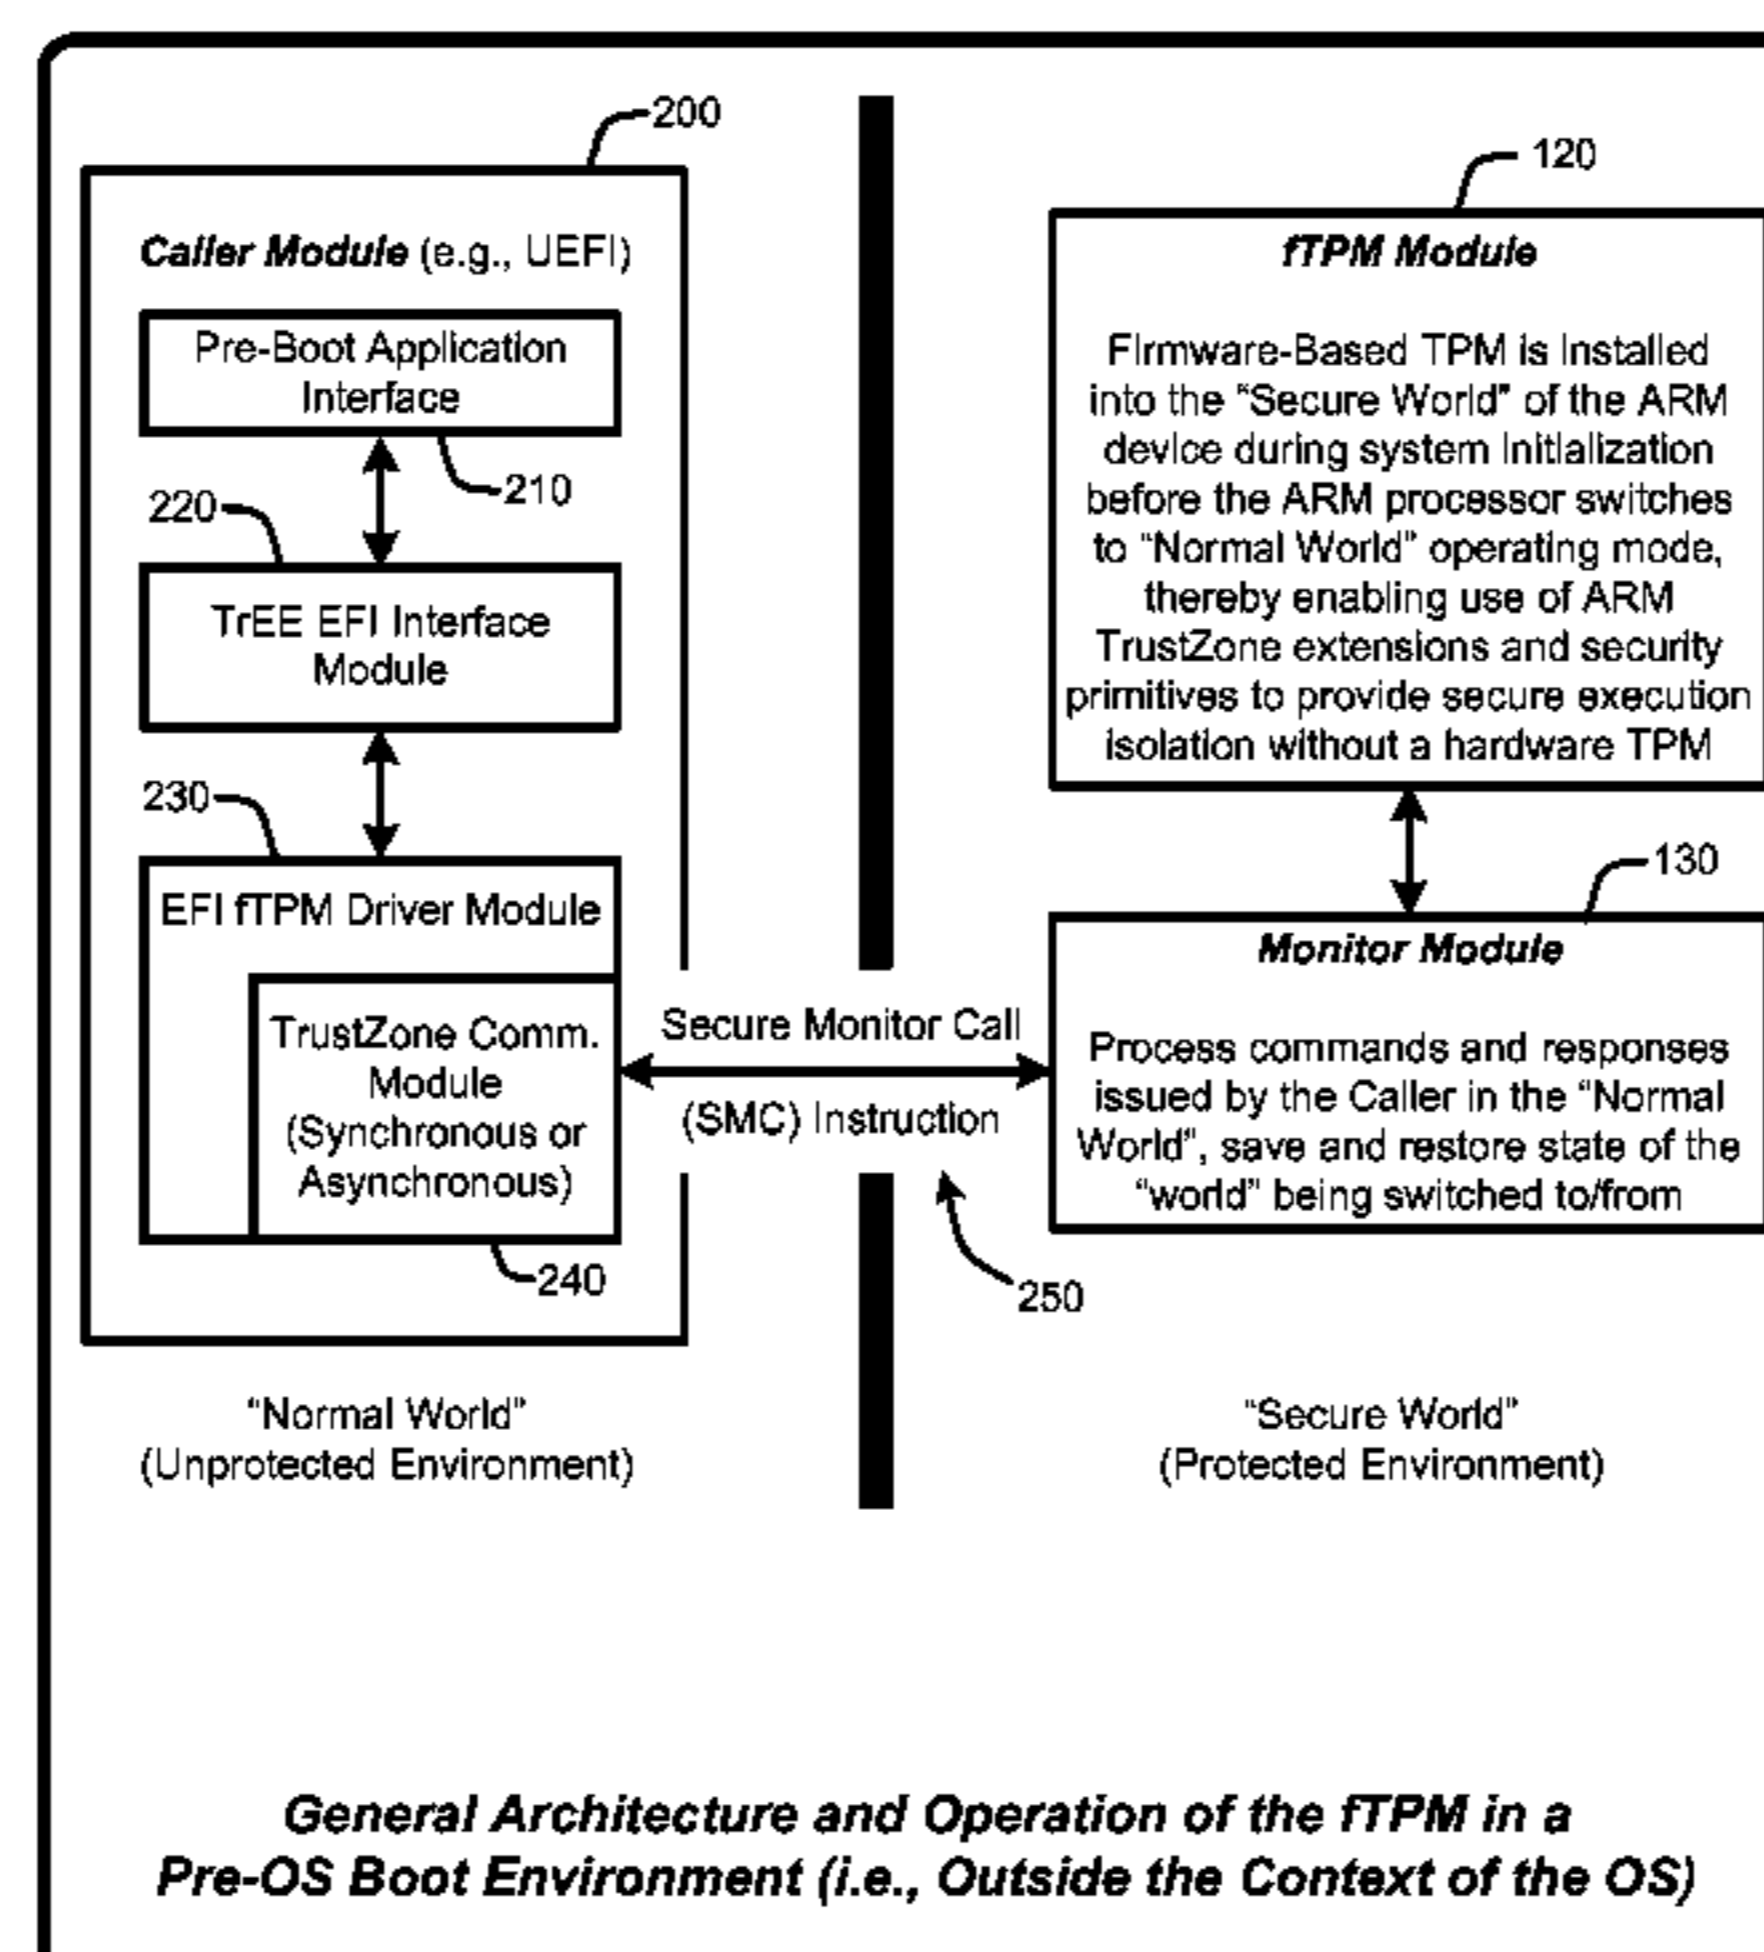 200
Caller Module (e.g., UEFI)
Pre-Boot Application
Interface
210
220
TrEE EFI Interface
Module
230
EFI fTPM Driver Module
TrustZone Comm.
Module
(Synchronous or
Asynchronous)
240
"Normal World"
(Unprotected Environment)
Secure Monitor Call
(SMC) Instruction
250
120
fTPM Module
Firmware-Based TPM is Installed
into the "Secure World" of the ARM
device during system initialization
before the ARM processor switches
to "Normal World" operating mode,
thereby enabling use of ARM
TrustZone extensions and security
primitives to provide secure execution
isolation without a hardware TPM
130
Monitor Module
Process commands and responses
issued by the Caller in the "Normal
World", save and restore state of the
"world" being switched to/from
"Secure World"
(Protected Environment)
General Architecture and Operation of the fTPM in a
Pre-OS Boot Environment (i.e., Outside the Context of the OS)